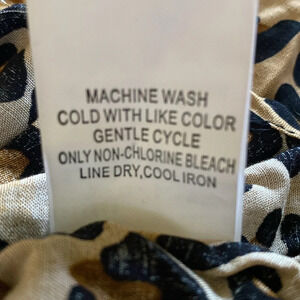 MACHINE WASH
COLD WITH LIKE COLOR
GENTLE CYCLE
ONLY NON-CHLORINE BLEACH
LINE DRY,COOL IRON